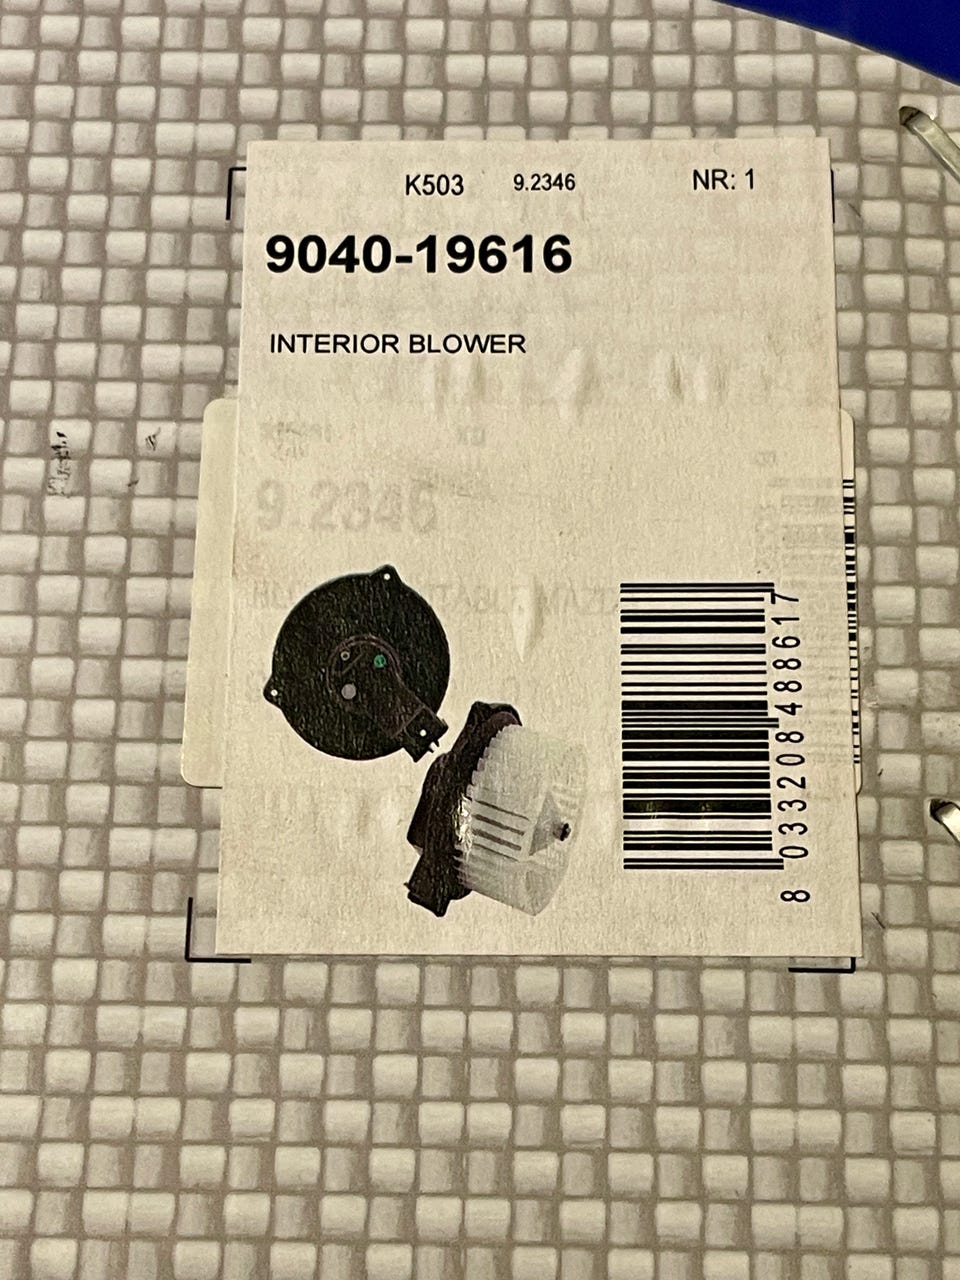 K503 9.2346 NR: 1
9040-19616
INTERIOR BLOWER
9.2346
8 033208 488617